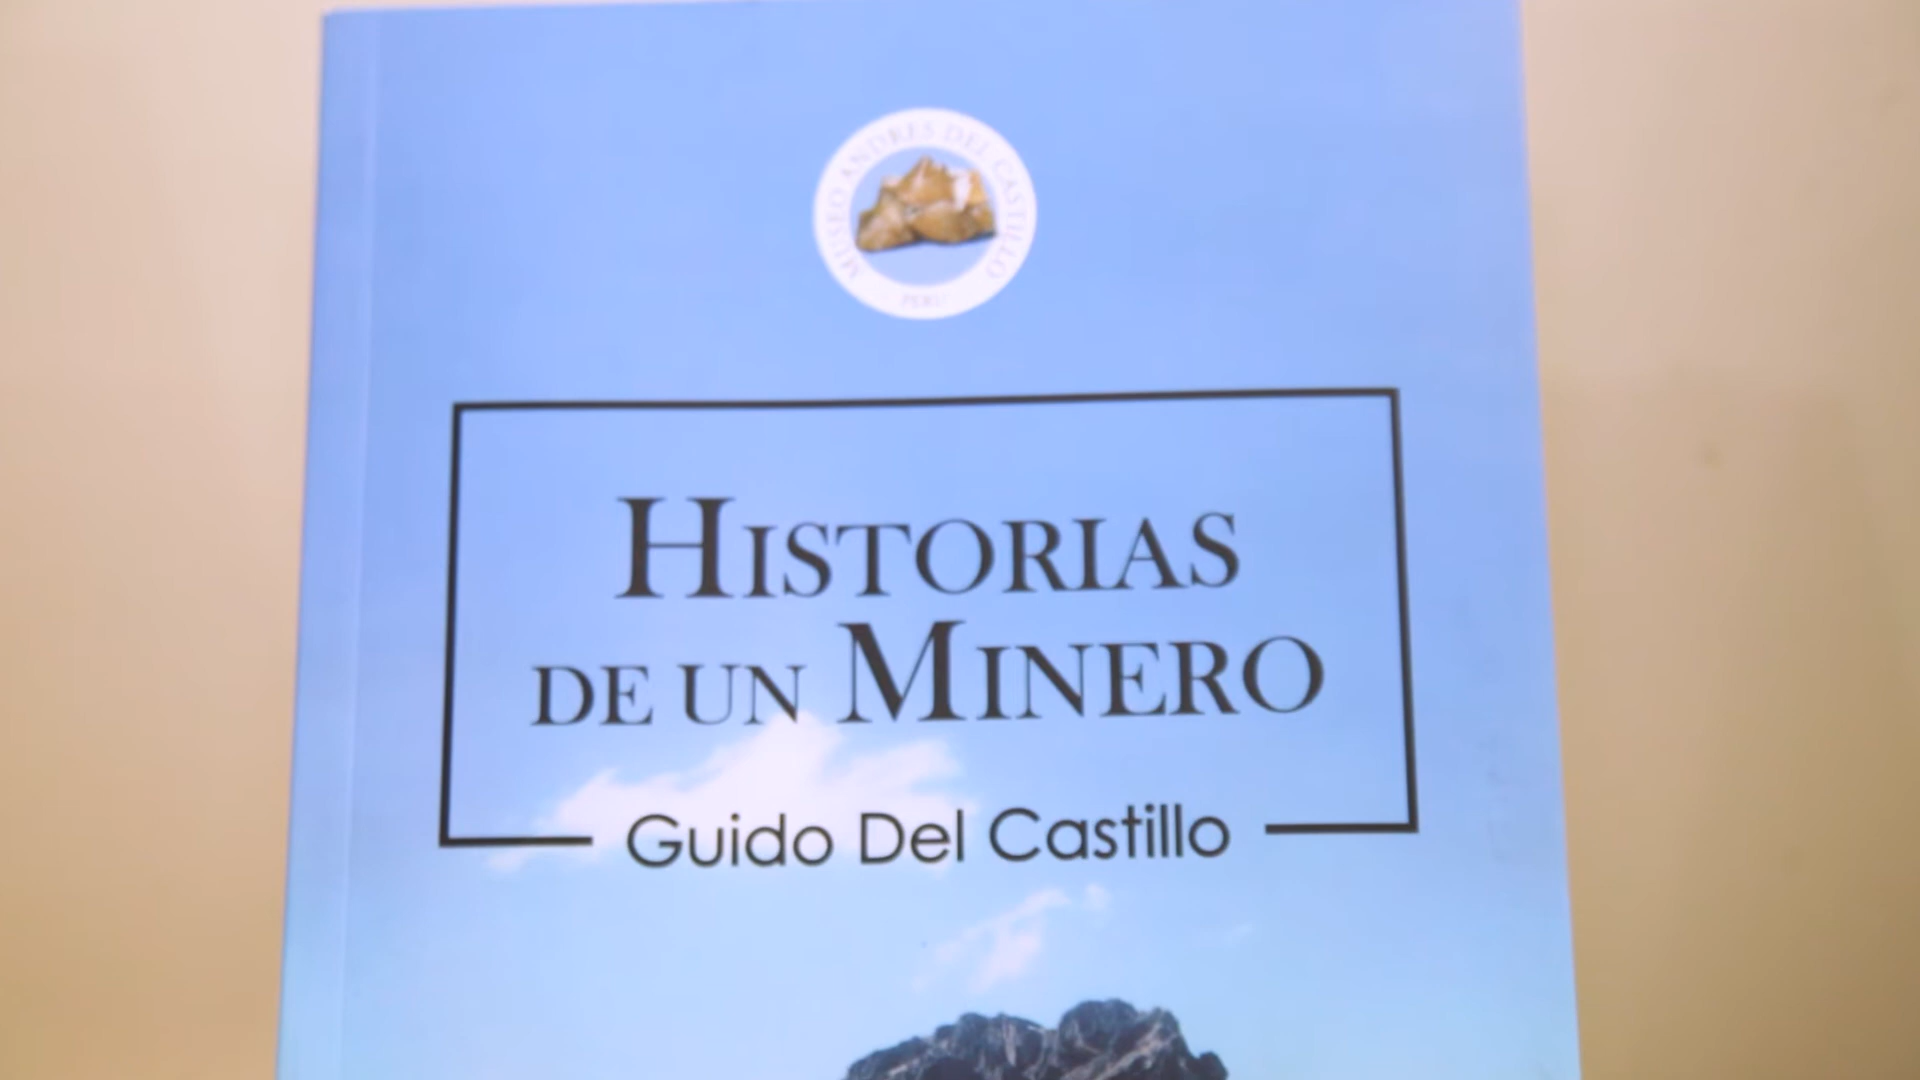 MUSEO ANDRES DEL CASTILLO
PERU
HISTORIAS
DE UN MINERO
Guido Del Castillo